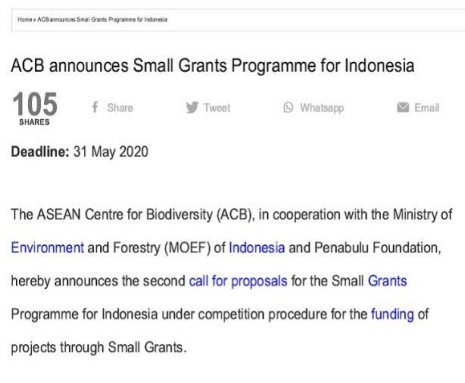 Home » ACB announces Small Grants Programme for Indonesia
ACB announces Small Grants Programme for Indonesia
105
SHARES
Share
Tweet
Whatsapp
Email
Deadline: 31 May 2020
The ASEAN Centre for Biodiversity (ACB), in cooperation with the Ministry of
Environment and Forestry (MOEF) of Indonesia and Penabulu Foundation,
hereby announces the second call for proposals for the Small Grants
Programme for Indonesia under competition procedure for the funding of
projects through Small Grants.